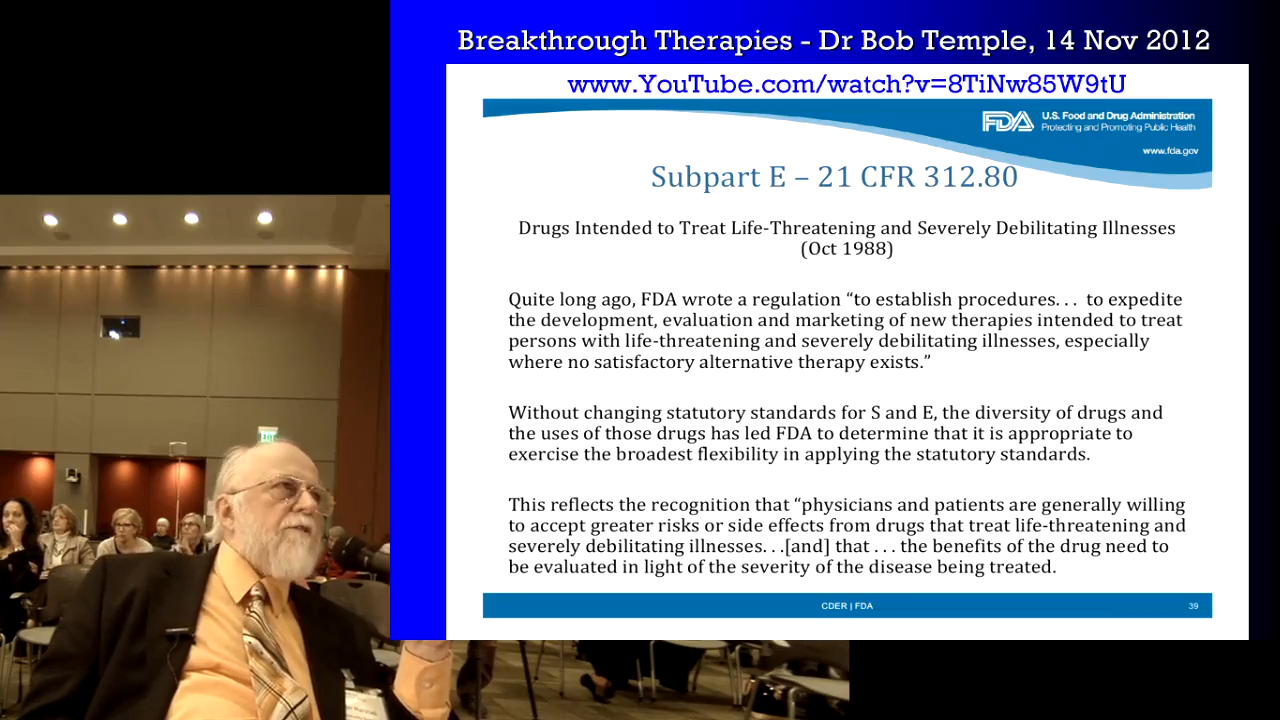 Breakthrough Therapies - Dr Bob Temple, 14 Nov 2012
www.YouTube.com/watch?v=8TiNw85W9tU
FDA U.S. Food and Drug Administration
Protecting and Promoting Public Health
www.fda.gov
Subpart E – 21 CFR 312.80
Drugs Intended to Treat Life-Threatening and Severely Debilitating Illnesses
(Oct 1988)
Quite long ago, FDA wrote a regulation “to establish procedures. . .  to expedite
the development, evaluation and marketing of new therapies intended to treat
persons with life-threatening and severely debilitating illnesses, especially
where no satisfactory alternative therapy exists.”
Without changing statutory standards for S and E, the diversity of drugs and
the uses of those drugs has led FDA to determine that it is appropriate to
exercise the broadest flexibility in applying the statutory standards.
This reflects the recognition that “physicians and patients are generally willing
to accept greater risks or side effects from drugs that treat life-threatening and
severely debilitating illnesses. . .[and] that . . . the benefits of the drug need to
be evaluated in light of the severity of the disease being treated.
CDER | FDA
39